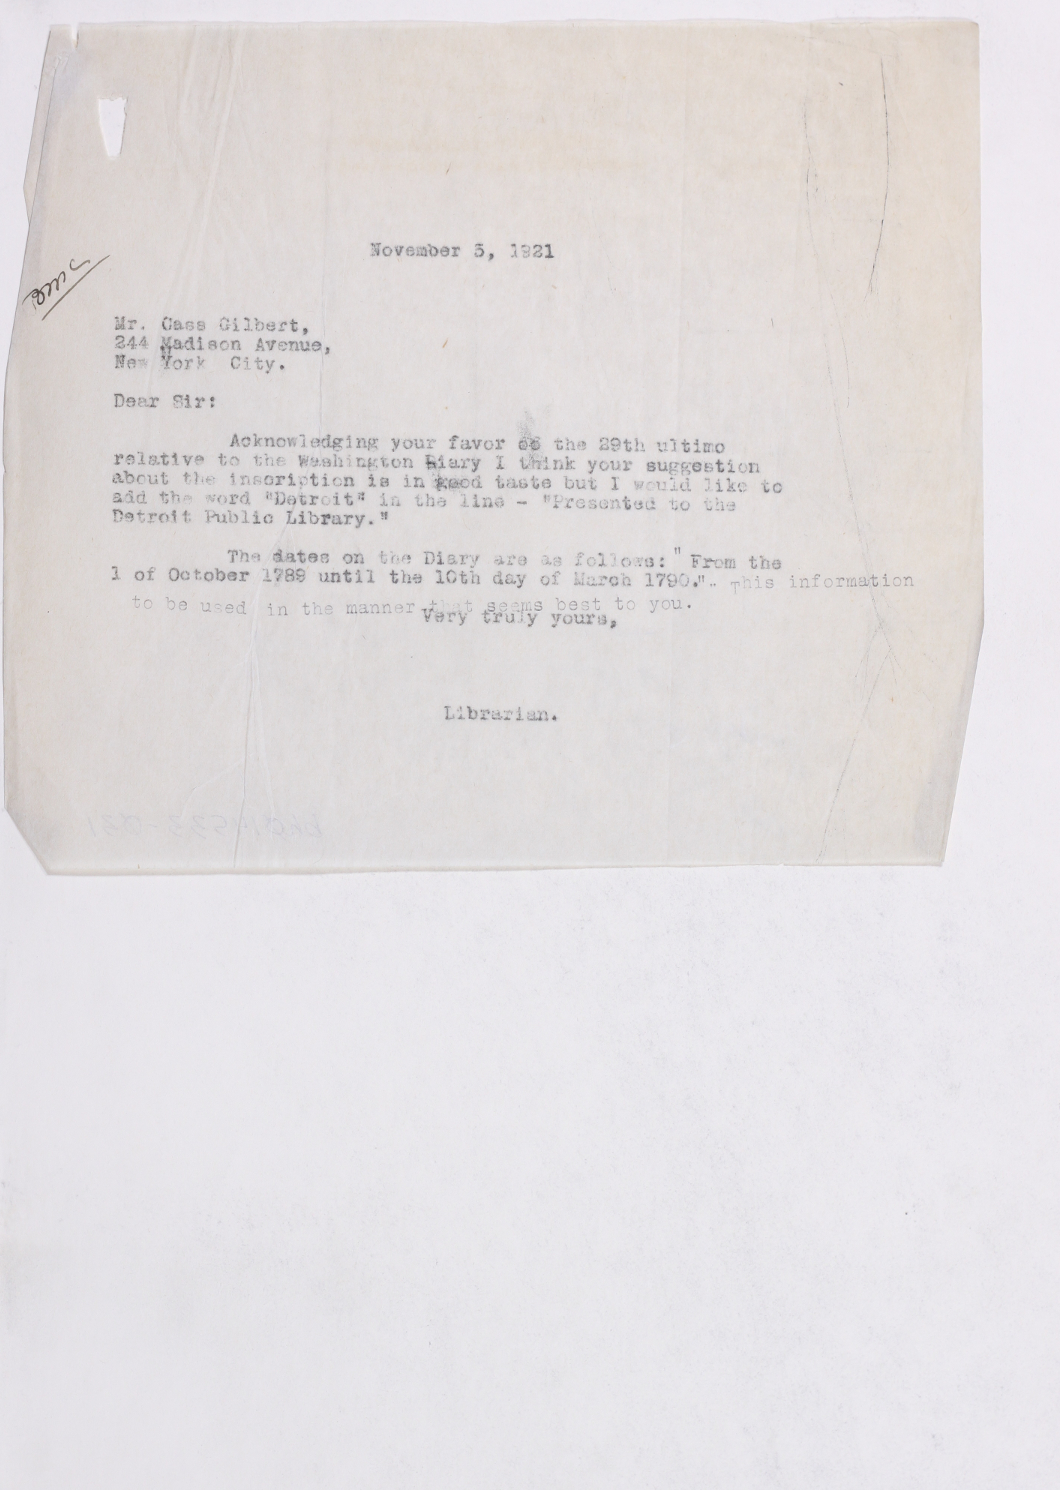 November 3, 1921
Mr. Cass Gilbert,
244 Madison Avenue,
New York City.
Dear Sir:
Acknowledging your favor of the 29th ultimo
relative to the Washington Diary I think your suggestion
about the inscription is in good taste but I would like to
add the word "Detroit" in the line - "Presented to the
Detroit Public Library."
The dates on the Diary are as follows: " From the
1 of October 1789 until the 10th day of March 1790.".. This information
to be used in the manner that seems best to you.
Very truly yours,
Librarian.